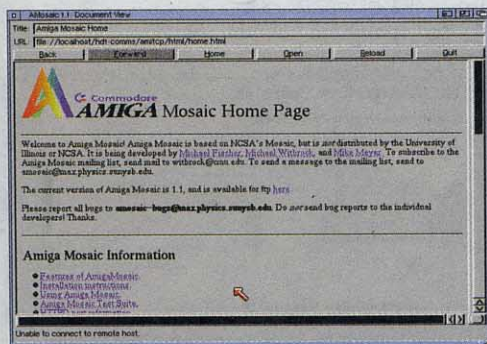 AMosaic 1.1: Document View
Title: Amiga Mosaic Home
URL: file://localhost/hd1-comms/amitcp/html/home.html
Back Forward Home Open Reload Quit
Commodore
AMIGA Mosaic Home Page
Welcome to Amiga Mosaic! Amiga Mosaic is based on NCSA's Mosaic, but is not distributed by the University of
Illinois or NCSA. It is being developed by Michael Fischer, Michael Witbrock, and Mike Meyer. To subscribe to the
Amiga Mosaic mailing list, send mail to witbrock@unn.edu. To send a message to the mailing list, send to
amosaic@max.physics.sunysb.edu.
The current version of Amiga Mosaic is 1.1, and is available for ftp here.
Please report all bugs to amosaic-bugs@max.physics.sunysb.edu. Do not send bug reports to the individual
developers! Thanks.
Amiga Mosaic Information
Features of AmigaMosaic.
Installation instructions.
Using Amiga Mosaic.
Amiga Mosaic Test Suite.
Unable to connect to remote host.